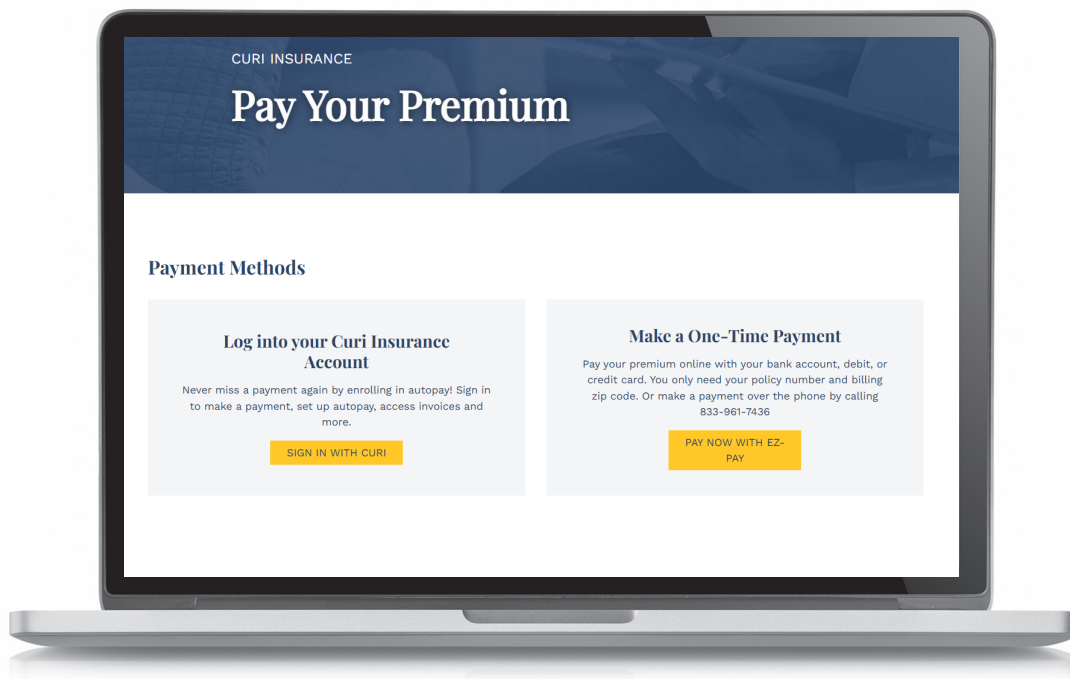 CURI INSURANCE
Pay Your Premium
Payment Methods
Log into your Curi Insurance
Account
Never miss a payment again by enrolling in autopay! Sign in
to make a payment, set up autopay, access invoices and
more.
SIGN IN WITH CURI
Make a One-Time Payment
Pay your premium online with your bank account, debit, or
credit card. You only need your policy number and billing
zip code. Or make a payment over the phone by calling
833-961-7436
PAY NOW WITH EZ-
PAY